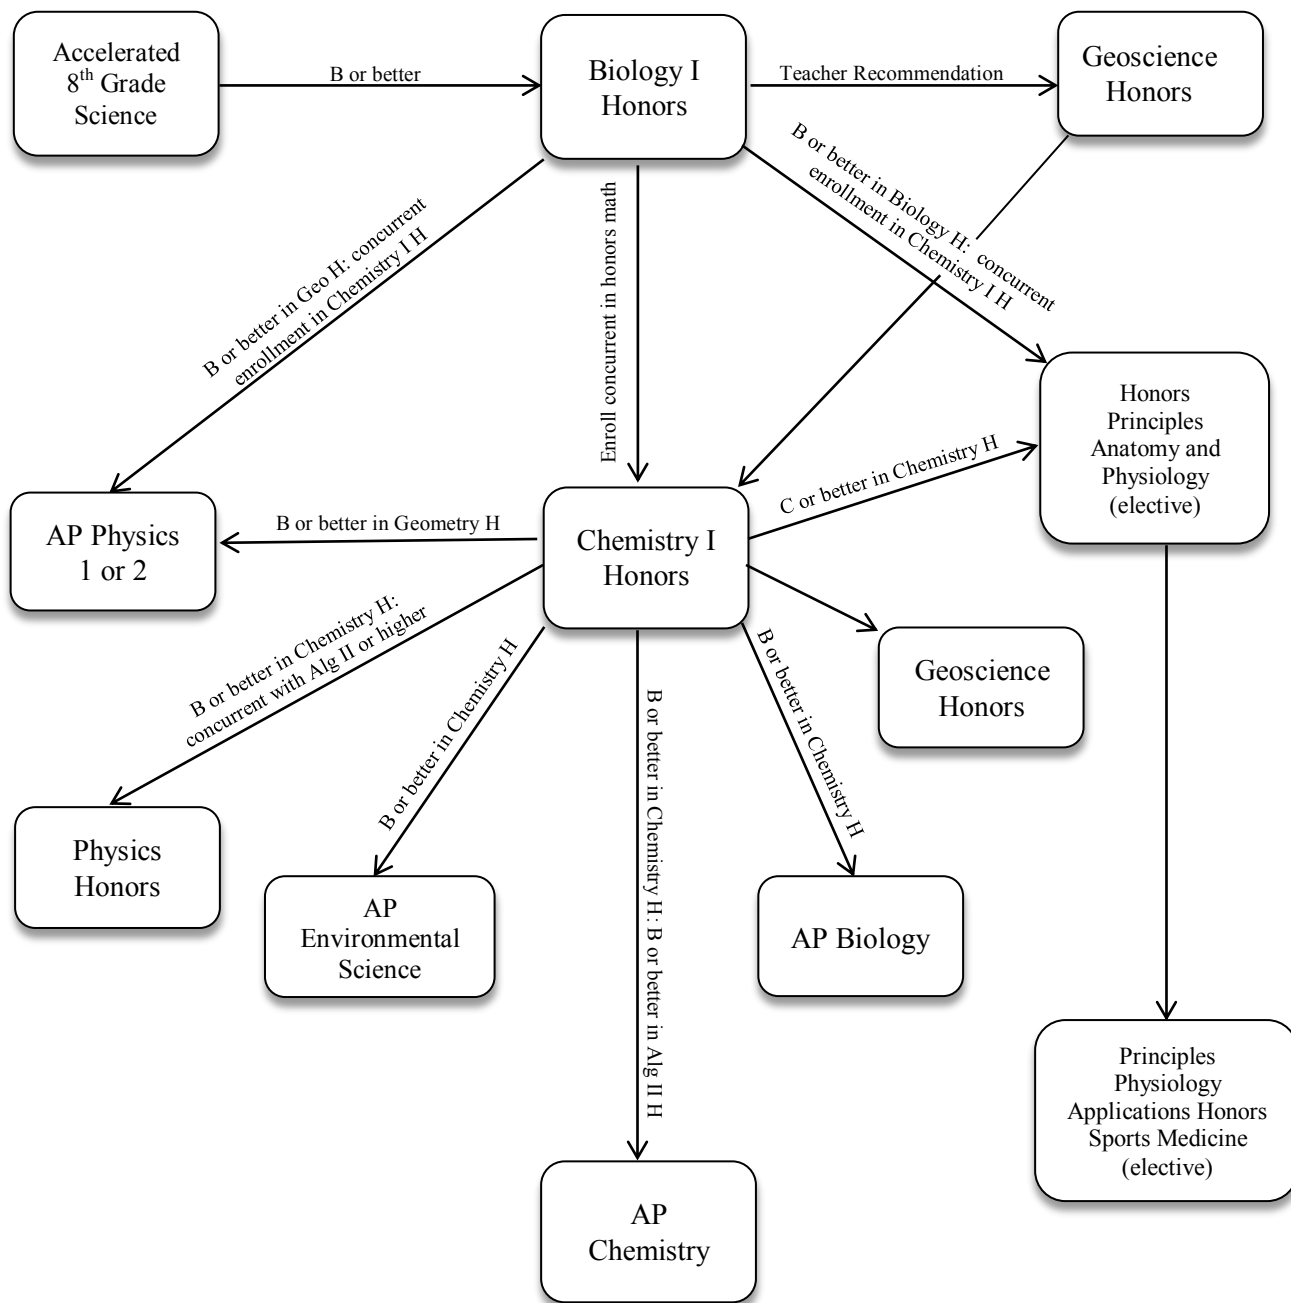 Accelerated
8th Grade
Science
B or better
Biology I
Honors
Teacher Recommendation
Geoscience
Honors
B or better in Geo H: concurrent
enrollment in Chemistry I H
Enroll concurrent in honors math
B or better in Biology H:  concurrent
enrollment in Chemistry I H
Honors
Principles
Anatomy and
Physiology
(elective)
AP Physics
1 or 2
B or better in Geometry H
Chemistry I
Honors
C or better in Chemistry H
Geoscience
Honors
B or better in Chemistry H:
concurrent with Alg II or higher
B or better in Chemistry H
B or better in Chemistry H: B or better in Alg II H
B or better in Chemistry H
Physics
Honors
AP
Environmental
Science
AP Biology
Principles
Physiology
Applications Honors
Sports Medicine
(elective)
AP
Chemistry